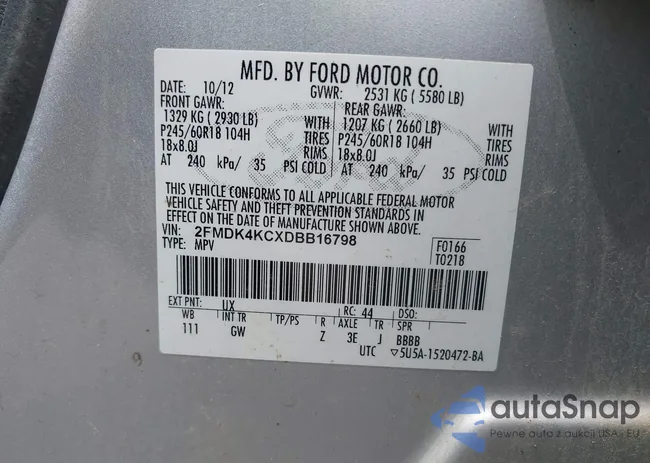 MFD. BY FORD MOTOR CO.
DATE: 10/12 GVWR: 2531 KG ( 5580 LB)
FRONT GAWR: REAR GAWR:
1329 KG ( 2930 LB) WITH 1207 KG ( 2660 LB) WITH
P245/60R18 104H TIRES P245/60R18 104H TIRES
18x8.0J RIMS 18x8.0J RIMS
AT 240 kPa/ 35 PSI COLD AT 240 kPa/ 35 PSI COLD
THIS VEHICLE CONFORMS TO ALL APPLICABLE FEDERAL MOTOR
VEHICLE SAFETY AND THEFT PREVENTION STANDARDS IN
EFFECT ON THE DATE OF MANUFACTURE SHOWN ABOVE.
VIN: 2FMDK4KCXDBB16798 F0166
TYPE: MPV T0218
EXT PNT: UX RC: 44 DSO:
WB INT TR TP/PS R AXLE TR SPR
111 GW Z 3E J BBBB
UTC ▽5U5A-1520472-BA
autaSnap
Pewne auta z aukcji USA i EU